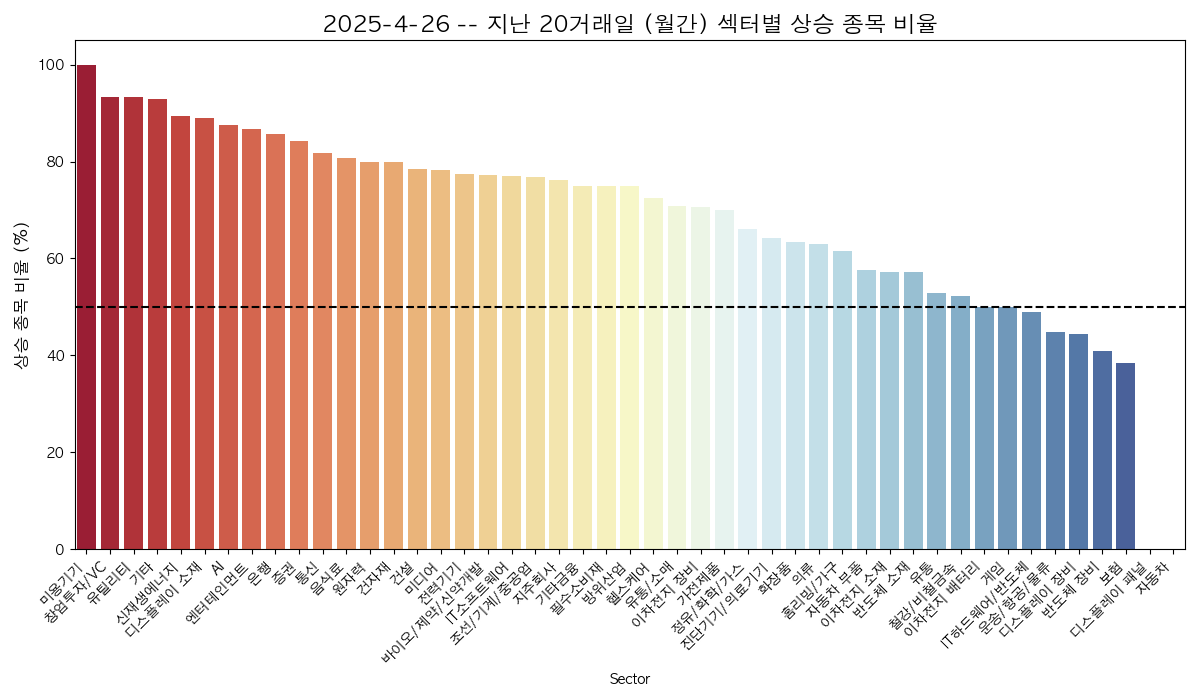 2025-4-26 -- 지난 20거래일 (월간) 섹터별 상승 종목 비율
상승 종목 비율 (%)
100
80
60
40
20
0
미용기기
창업투자/VC
유틸리티
기타
신재생에너지
디스플레이 소재
AI
엔터테인먼트
은행
증권
통신
음식료
원자력
전자재
건설
미디어
전력기기
바이오/제약/신약개발
IT소프트웨어
조선/기계/중공업
지주회사
기타금융
필수소비재
방위산업
헬스케어
유통/소매
이차전지 장비
가전제품
정유/화학/가스
진단기기/의료기기
화장품
의류
홈리빙/가구
자동차 부품
이차전지 소재
반도체 소재
유통
철강/비철금속
이차전지 배터리
게임
IT하드웨어/반도체
운송/항공/물류
디스플레이 장비
반도체 장비
보험
디스플레이 패널
자동차
Sector